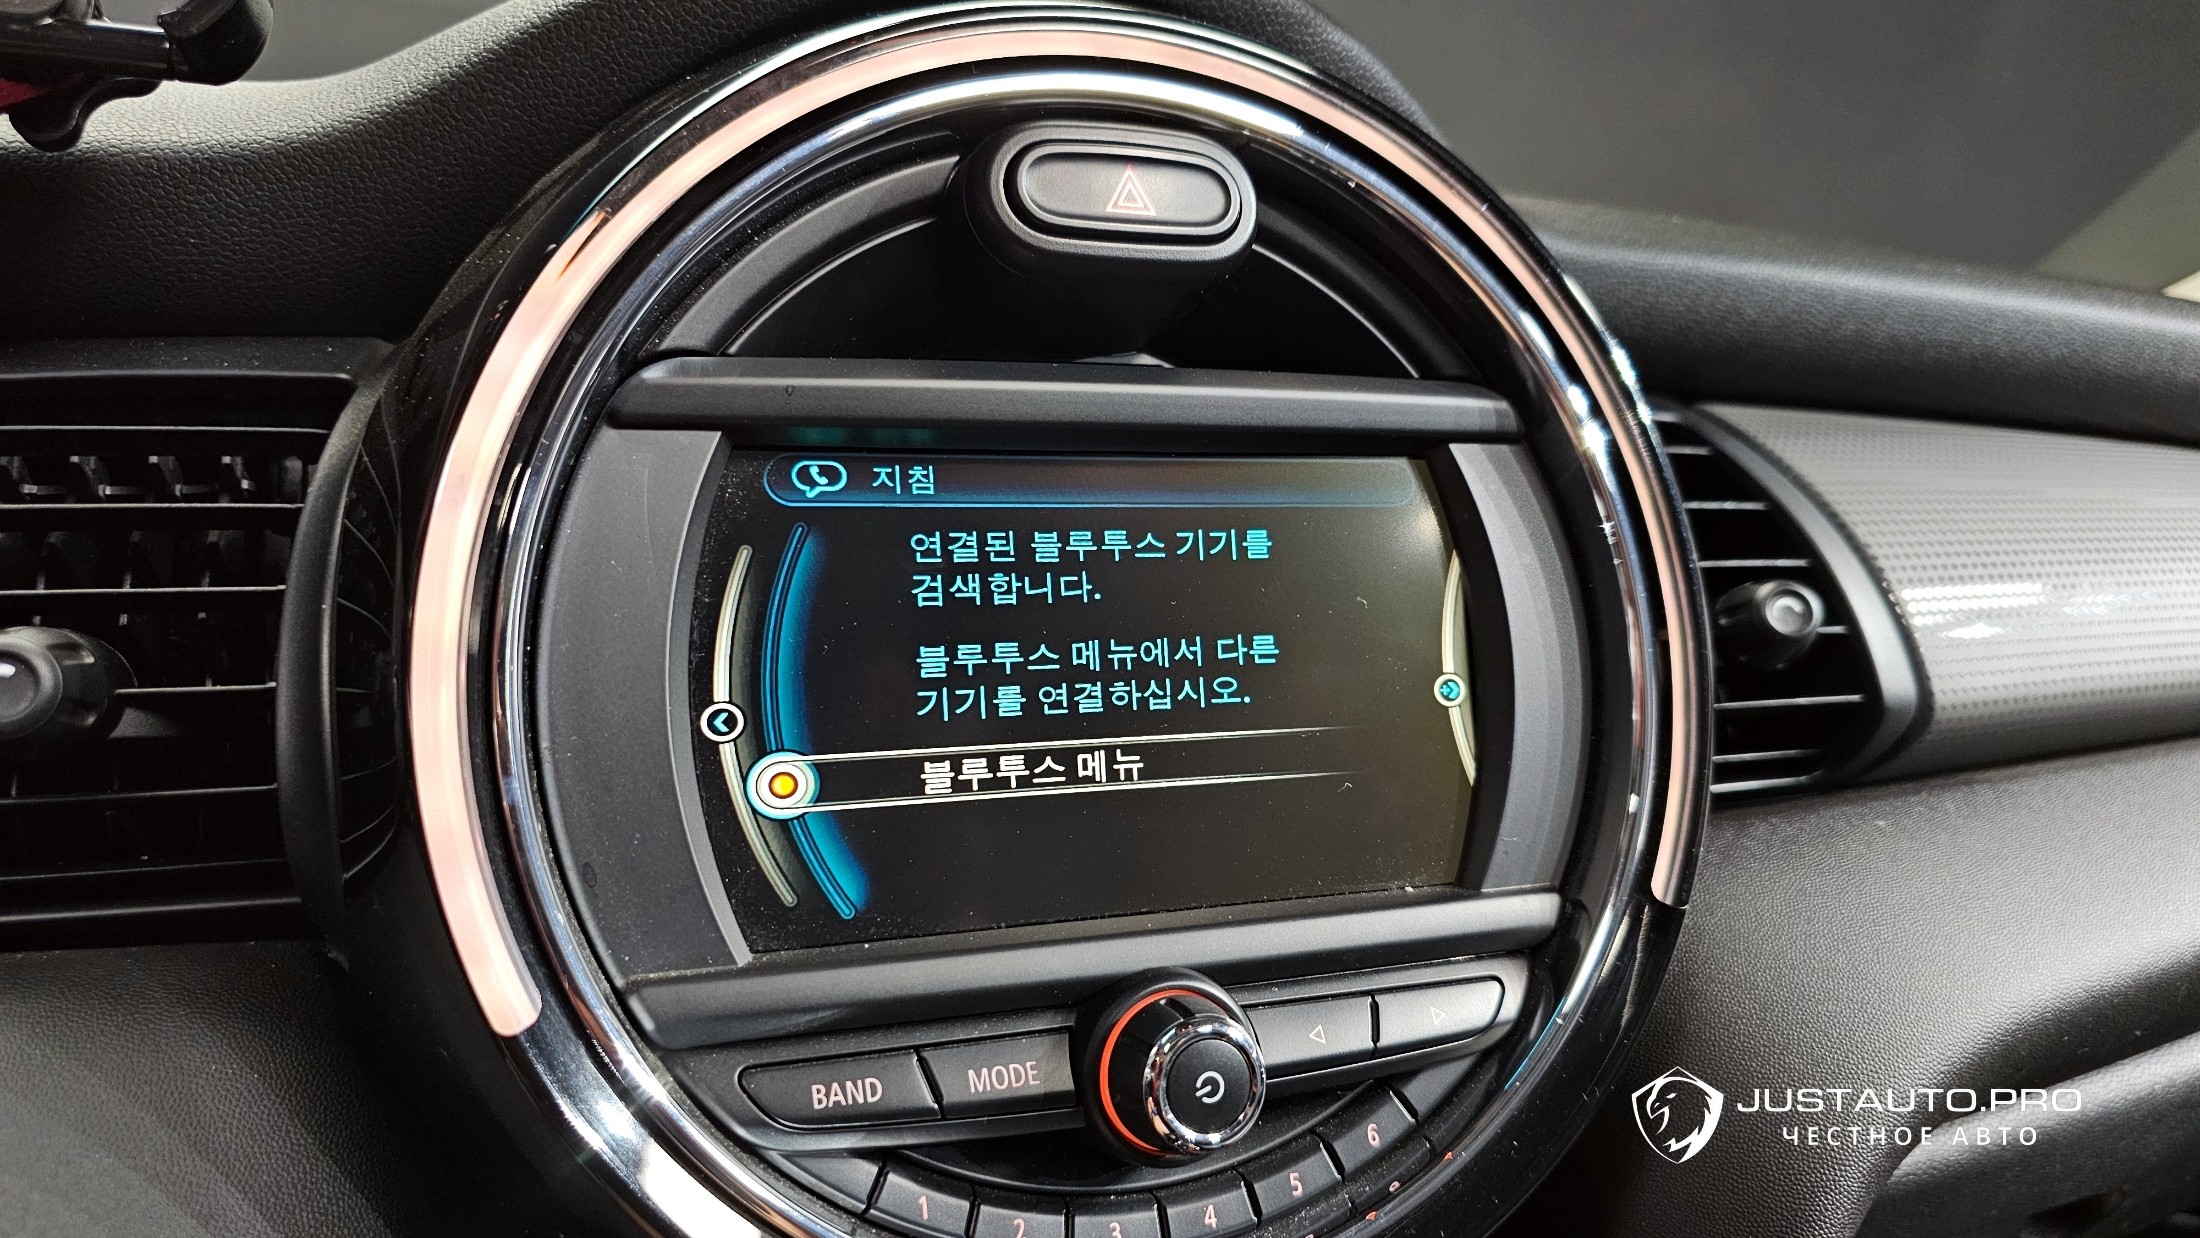 지침
연결된 블루투스 기기를
검색합니다.
블루투스 메뉴에서 다른
기기를 연결하십시오.
블루투스 메뉴
BAND
MODE
1
2
3
4
5
6
JUSTAUTO.PRO
ЧЕСТНОЕ АВТО